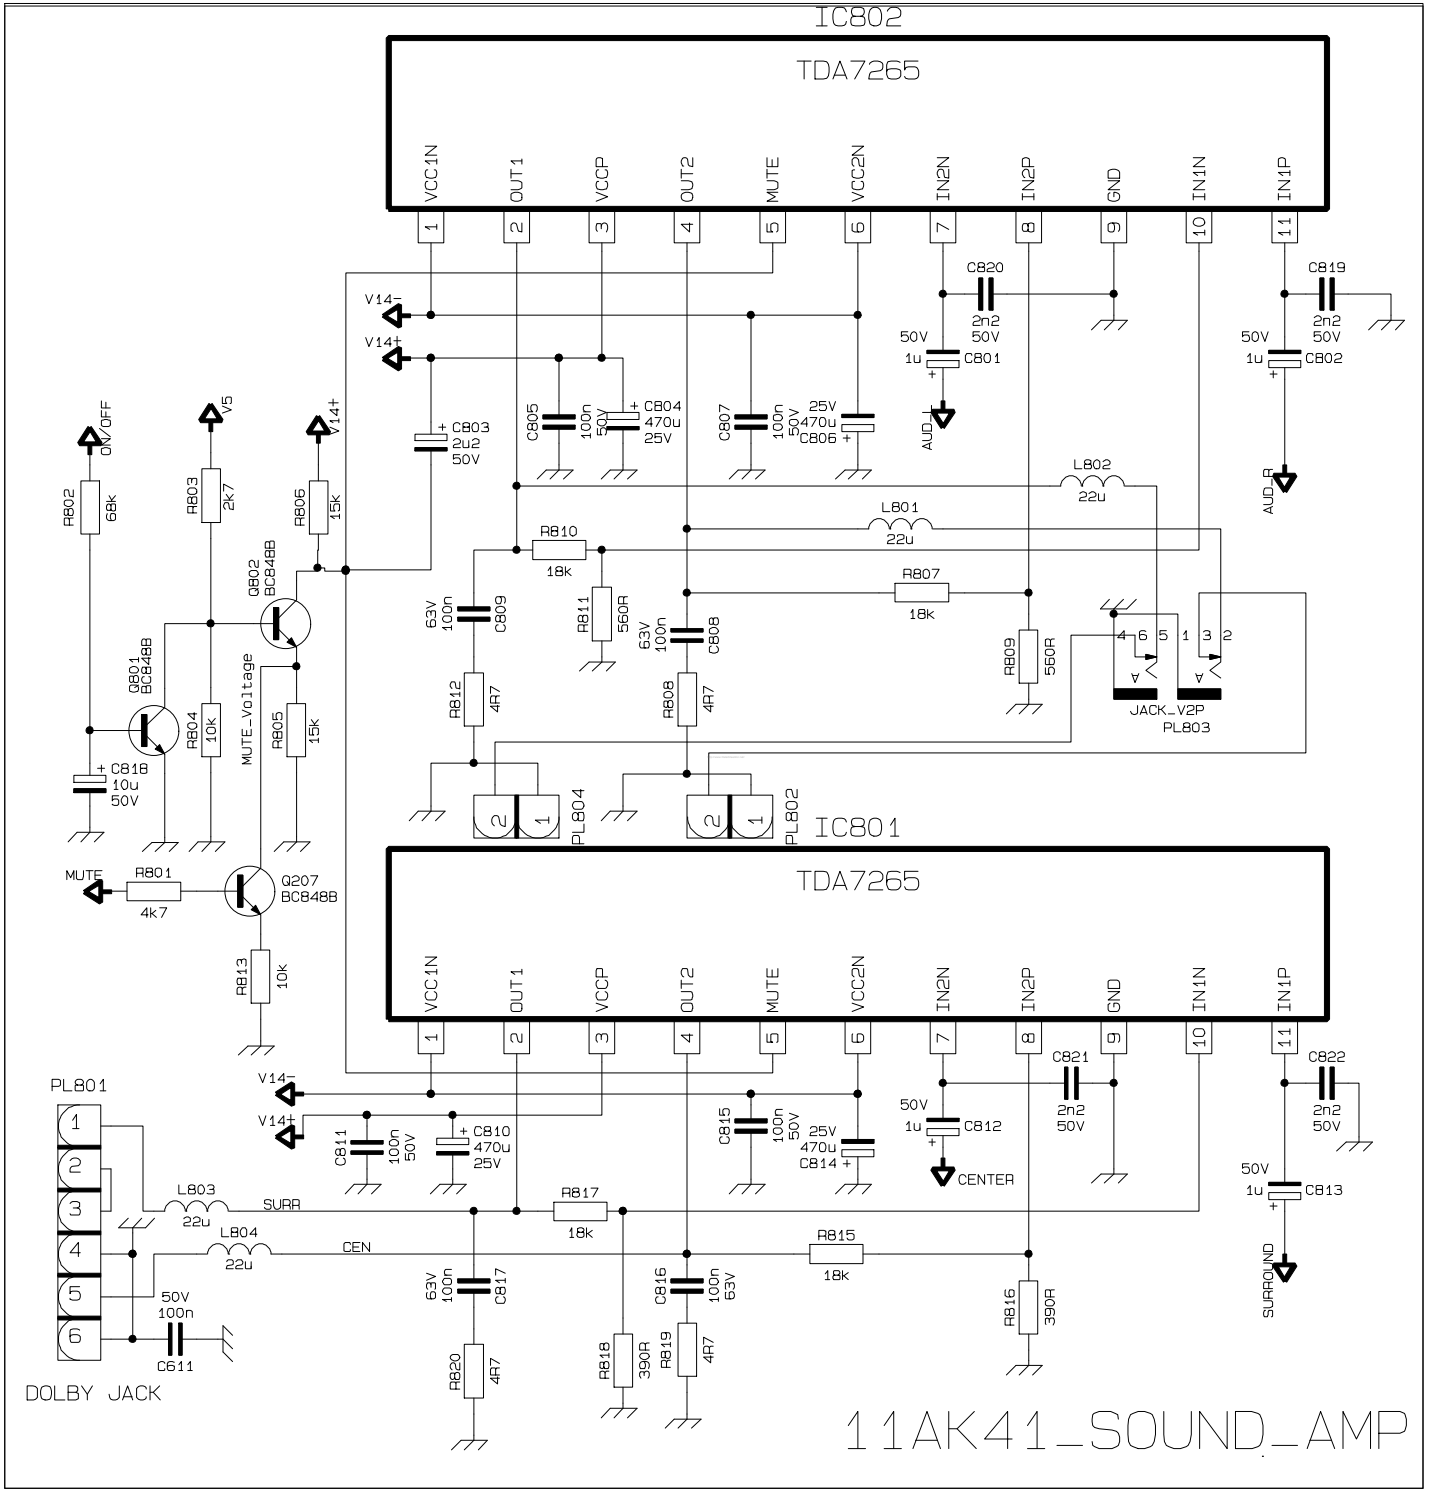 IC802
TDA7265
VCC1N
OUT1
VCCP
OUT2
MUTE
VCC2N
IN2N
IN2P
GND
IN1N
IN1P
1
2
3
4
5
6
7
8
9
10
11
C820
2n2
50V
C819
2n2
50V
V14-
V14+
50V
1u
C801
50V
1u
C802
AUD_L
AUD_R
C803
2u2
50V
C805
100n
50V
C804
470u
25V
C807
100n
50V
25V
470u
C806
ON/OFF
V5
V14+
R802
68k
R803
2k7
R806
15k
L802
22u
L801
22u
R810
18k
R807
18k
Q802
BC848B
63V
100n
C809
R811
560R
63V
100n
C808
R809
560R
4 6 5 1 3 2
A
A
JACK_V2P
PL803
Q801
BC848B
MUTE_Voltage
R804
10k
R805
15k
R812
4R7
R808
4R7
C818
10u
50V
2
1
PL804
2
1
PL802
MUTE
R801
4k7
Q207
BC848B
R813
10k
IC801
TDA7265
VCC1N
OUT1
VCCP
OUT2
MUTE
VCC2N
IN2N
IN2P
GND
IN1N
IN1P
1
2
3
4
5
6
7
8
9
10
11
V14-
V14+
C811
100n
50V
C810
470u
25V
C815
100n
50V
25V
470u
C814
50V
1u
C812
CENTER
C821
2n2
50V
C822
2n2
50V
50V
1u
C813
SURROUND
PL801
1
2
3
4
5
6
DOLBY JACK
L803
22u
SURR
L804
22u
CEN
50V
100n
C611
R817
18k
R815
18k
63V
100n
C817
C816
100n
63V
R820
4R7
R818
390R
R819
4R7
R816
390R
11AK41_SOUND_AMP